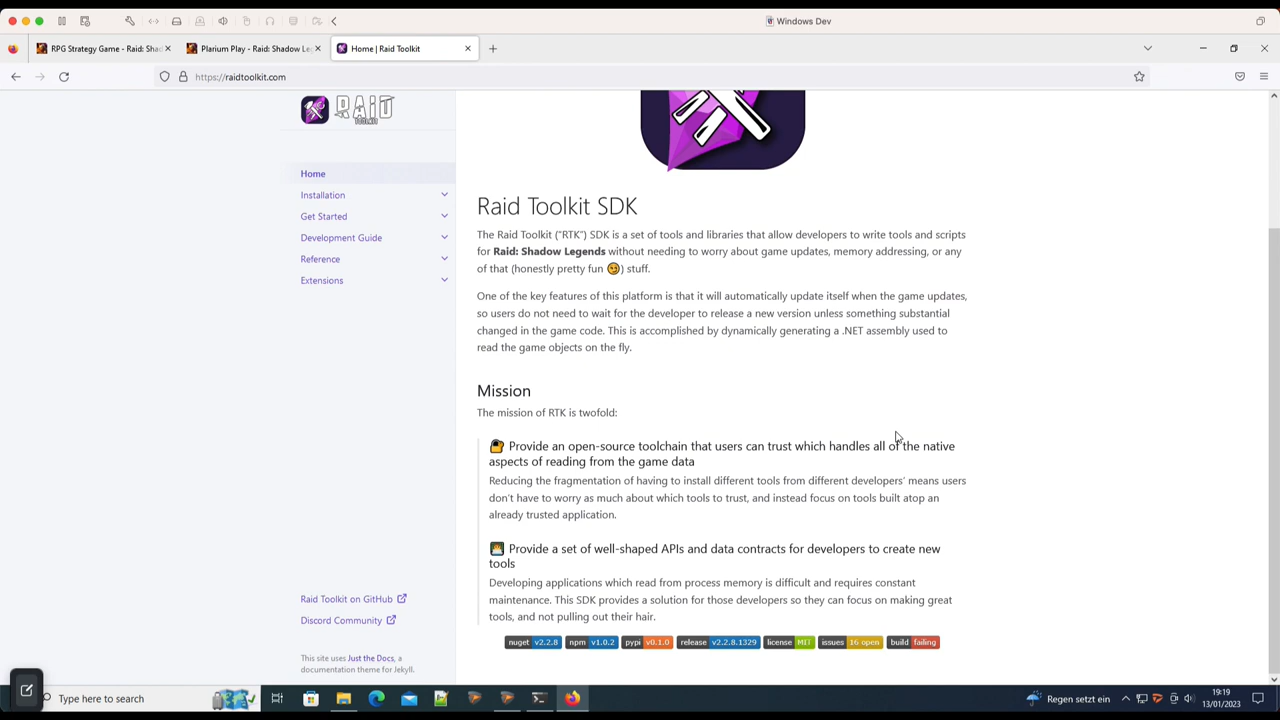 Windows Dev
RPG Strategy Game - Raid: Shad
Plarium Play - Raid: Shadow Le
Home | Raid Toolkit
https://raidtoolkit.com
RAID
TOOLKIT
Home
Installation
Get Started
Development Guide
Reference
Extensions
Raid Toolkit SDK
The Raid Toolkit (“RTK”) SDK is a set of tools and libraries that allow developers to write tools and scripts
for Raid: Shadow Legends without needing to worry about game updates, memory addressing, or any
of that (honestly pretty fun 😉) stuff.
One of the key features of this platform is that it will automatically update itself when the game updates,
so users do not need to wait for the developer to release a new version unless something substantial
changed in the game code. This is accomplished by dynamically generating a .NET assembly used to
read the game objects on the fly.
Mission
The mission of RTK is twofold:
Provide an open-source toolchain that users can trust which handles all of the native
aspects of reading from the game data
Reducing the fragmentation of having to install different tools from different developers’ means users
don’t have to worry as much about which tools to trust, and instead focus on tools built atop an
already trusted application.
Provide a set of well-shaped APIs and data contracts for developers to create new
tools
Developing applications which read from process memory is difficult and requires constant
maintenance. This SDK provides a solution for those developers so they can focus on making great
tools, and not pulling out their hair.
nuget v2.2.8 npm v1.0.2 pypi v0.1.0 release v2.2.8.1329 license MIT issues 16 open build failing
Raid Toolkit on GitHub
Discord Community
This site uses Just the Docs, a
documentation theme for Jekyll.
Type here to search
Regen setzt ein
19:19
13/01/2023